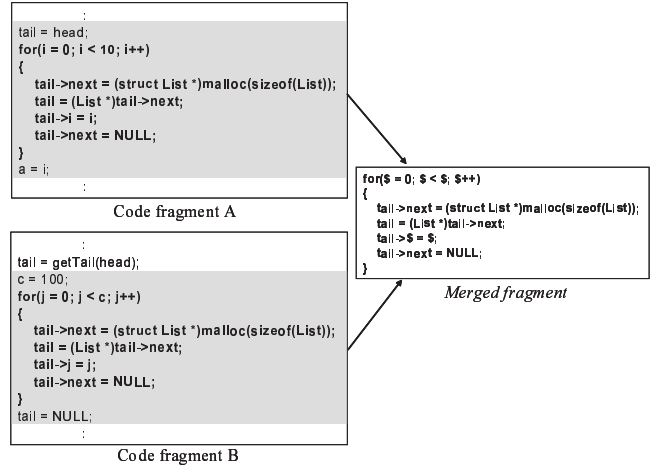 :
tail = head;
for(i = 0; i < 10; i++)
{
tail->next = (struct List *)malloc(sizeof(List));
tail = (List *)tail->next;
tail->i = i;
tail->next = NULL;
}
a = i;
:
Code fragment A
:
tail = getTail(head);
c = 100;
for(j = 0; j < c; j++)
{
tail->next = (struct List *)malloc(sizeof(List));
tail = (List *)tail->next;
tail->j = j;
tail->next = NULL;
}
tail = NULL;
:
Code fragment B
for($ = 0; $ < $; $++)
{
tail->next = (struct List *)malloc(sizeof(List));
tail = (List *)tail->next;
tail->$ = $;
tail->next = NULL;
}
Merged fragment